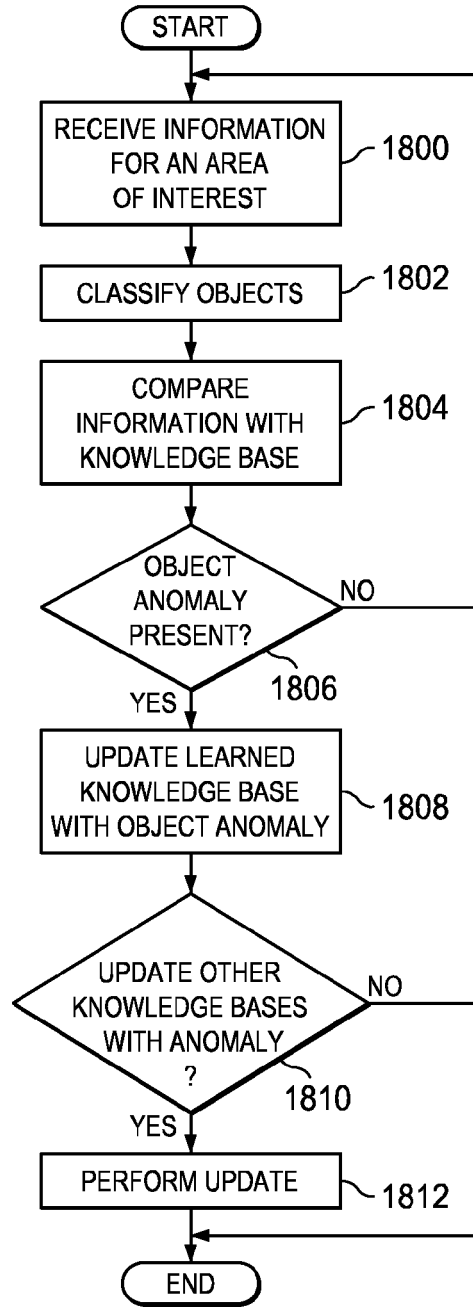 START
RECEIVE INFORMATION
FOR AN AREA
OF INTEREST
1800
CLASSIFY OBJECTS
1802
COMPARE
INFORMATION WITH
KNOWLEDGE BASE
1804
OBJECT
ANOMALY
PRESENT?
NO
1806
YES
UPDATE LEARNED
KNOWLEDGE BASE
WITH OBJECT ANOMALY
1808
UPDATE OTHER
KNOWLEDGE BASES
WITH ANOMALY
?
NO
1810
YES
PERFORM UPDATE
1812
END